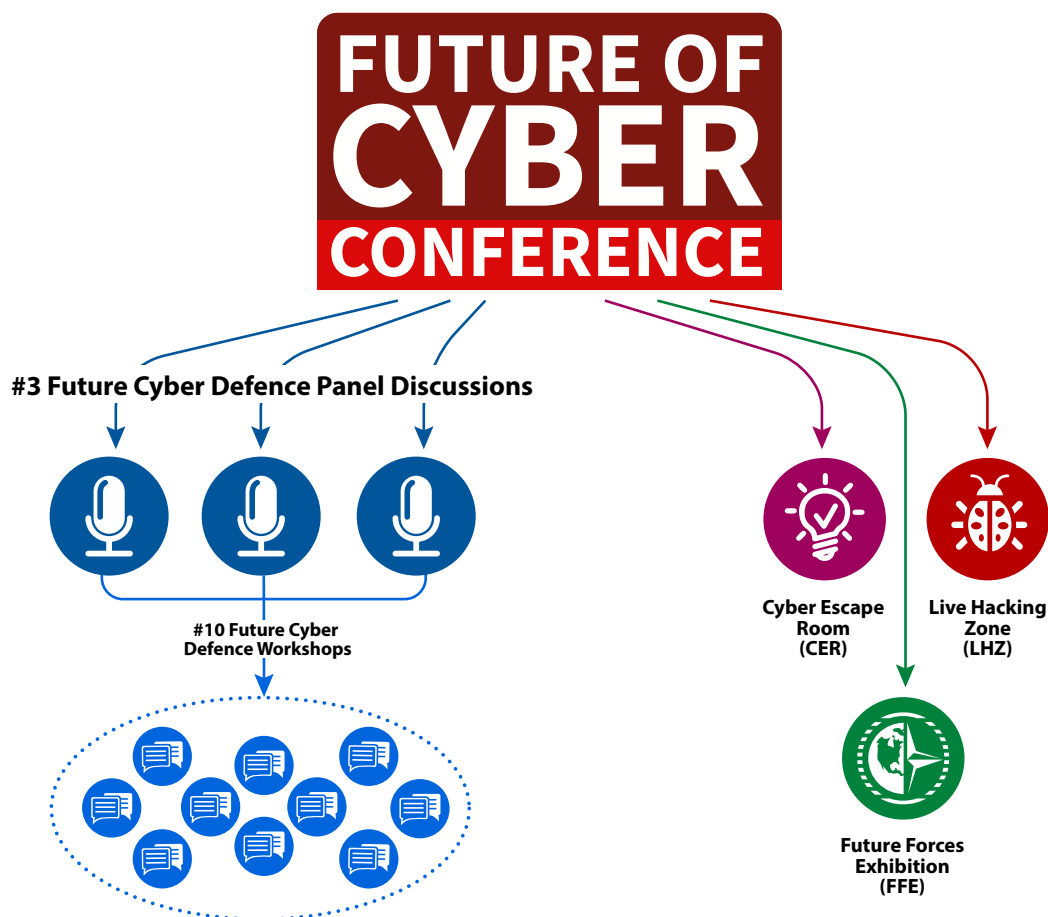 FUTURE OF
CYBER
CONFERENCE
#3 Future Cyber Defence Panel Discussions
#10 Future Cyber
Defence Workshops
Cyber Escape
Room
(CER)
Live Hacking
Zone
(LHZ)
Future Forces
Exhibition
(FFE)